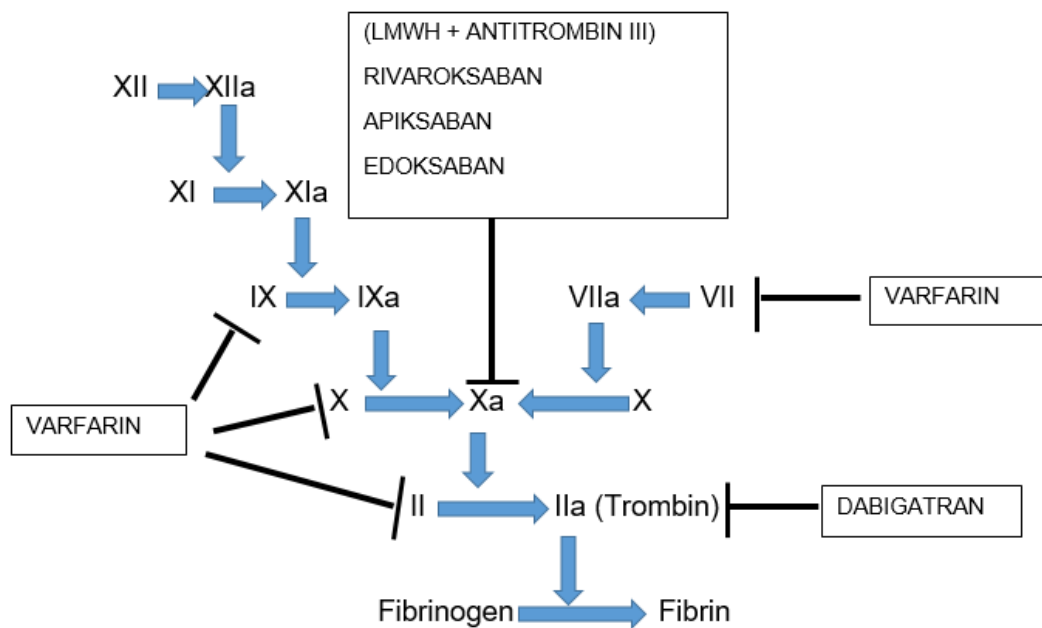 (LMWH + ANTITROMBIN III)
RIVAROKSABAN
APIKSABAN
EDOKSABAN
XII XIIa
XI XIa
IX IXa VIIa VII VARFARIN
X Xa X
VARFARIN
II IIa (Trombin) DABIGATRAN
Fibrinogen Fibrin